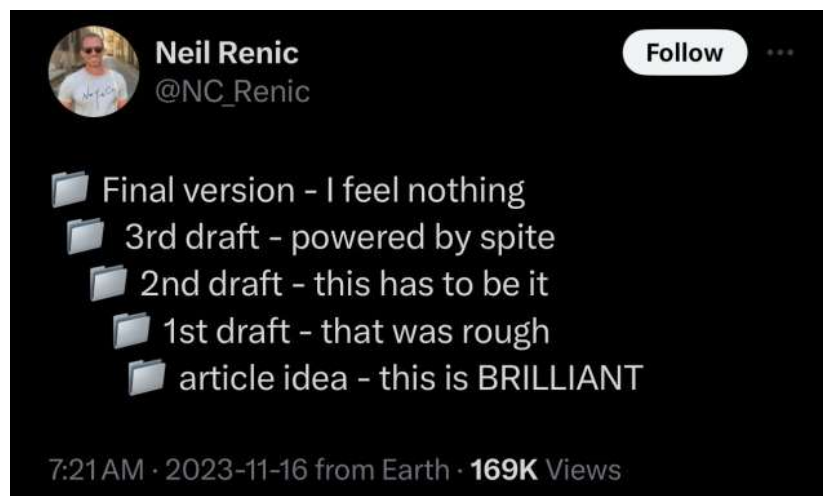 Neil Renic
@NC_Renic
Follow
Final version - I feel nothing
3rd draft - powered by spite
2nd draft - this has to be it
1st draft - that was rough
article idea - this is BRILLIANT
7:21 AM · 2023-11-16 from Earth · 169K Views